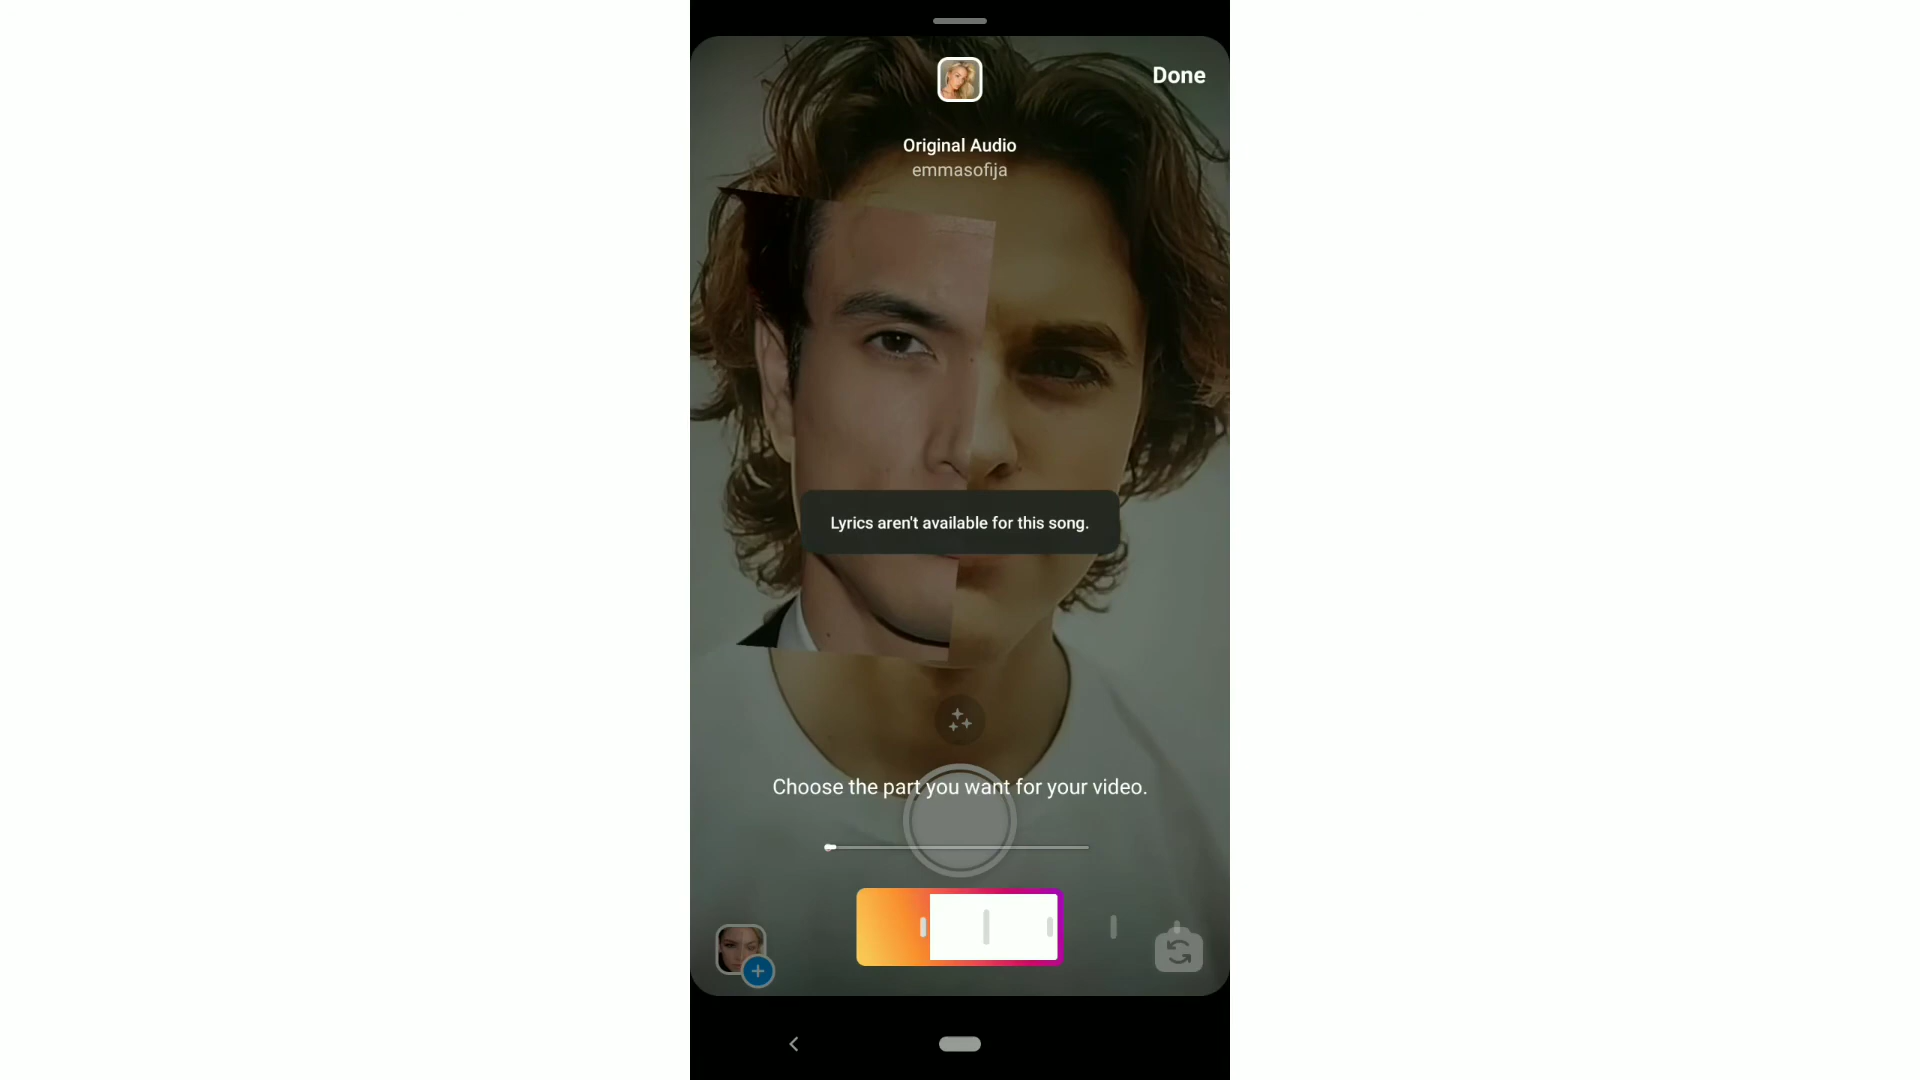 Done
Original Audio
emmasofija
Lyrics aren't available for this song.
Choose the part you want for your video.